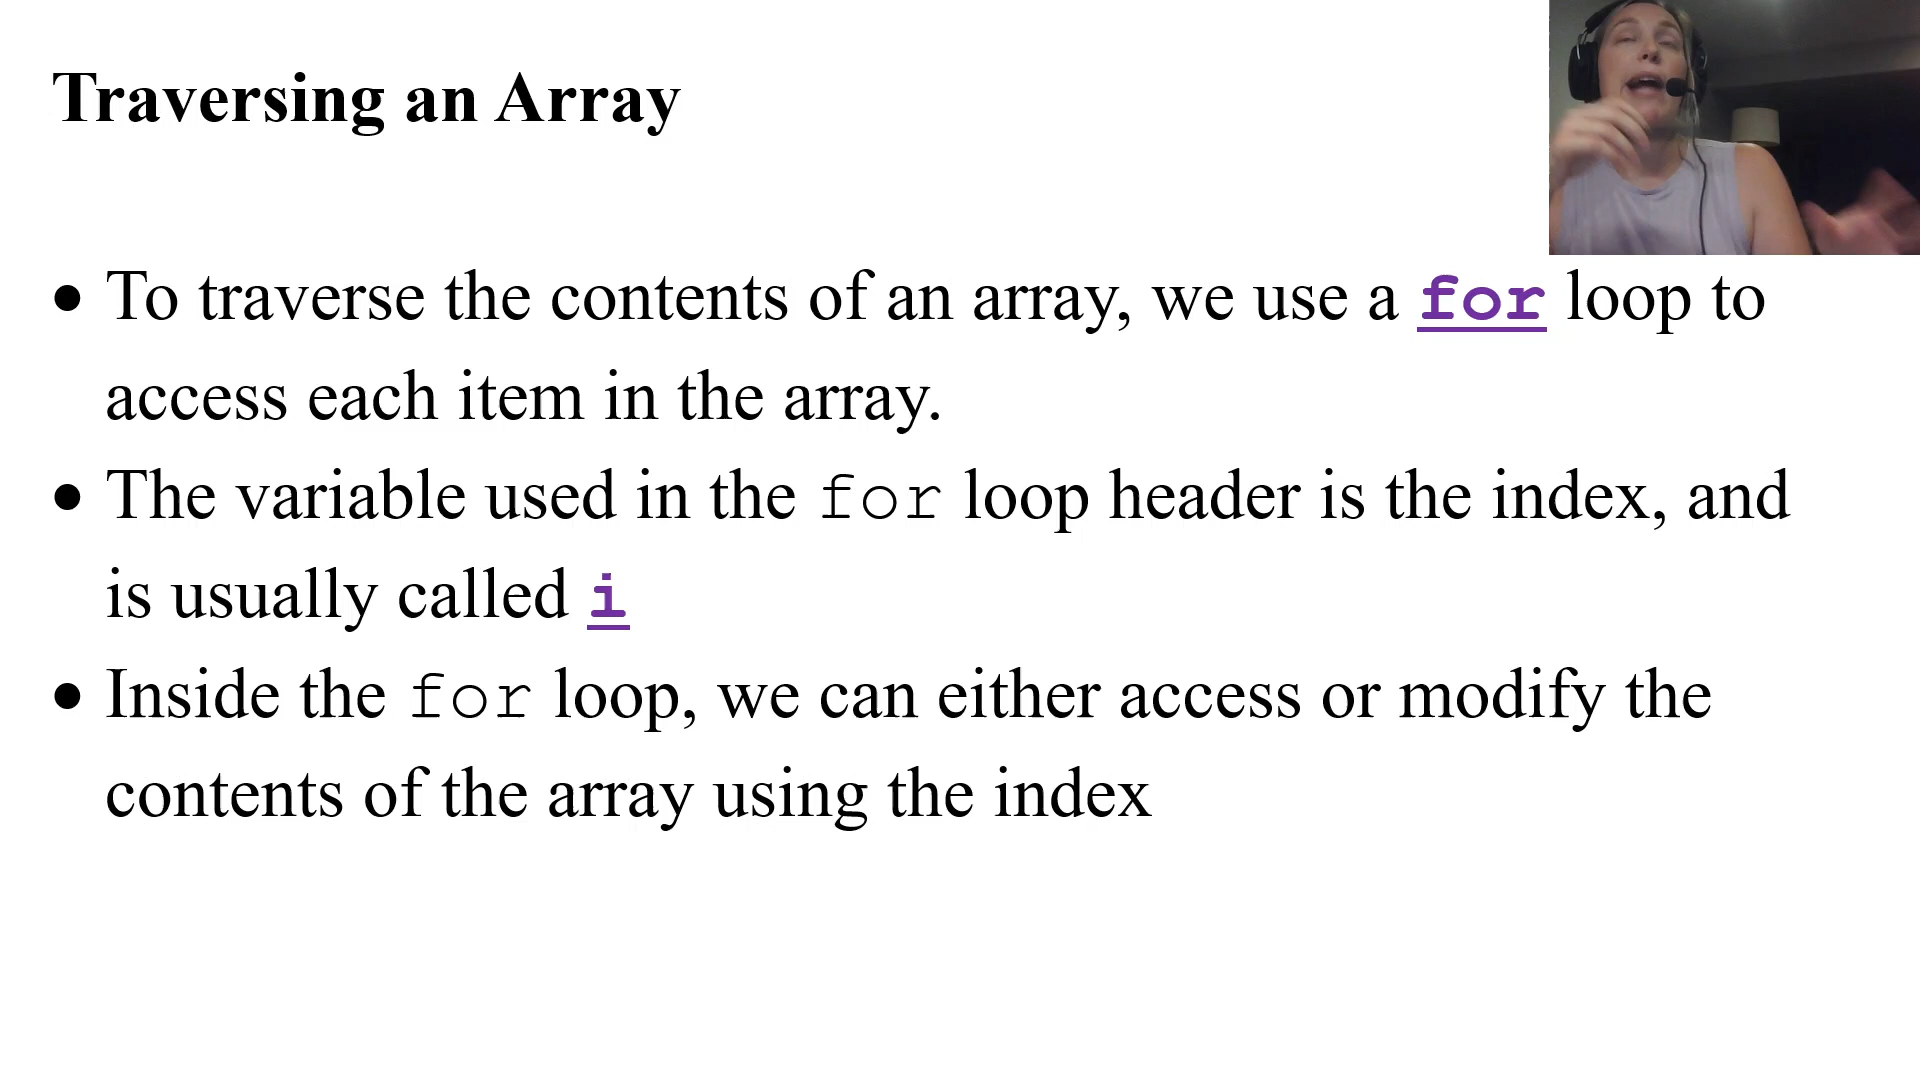 Traversing an Array
• To traverse the contents of an array, we use a for loop to
access each item in the array.
• The variable used in the for loop header is the index, and
is usually called i
• Inside the for loop, we can either access or modify the
contents of the array using the index